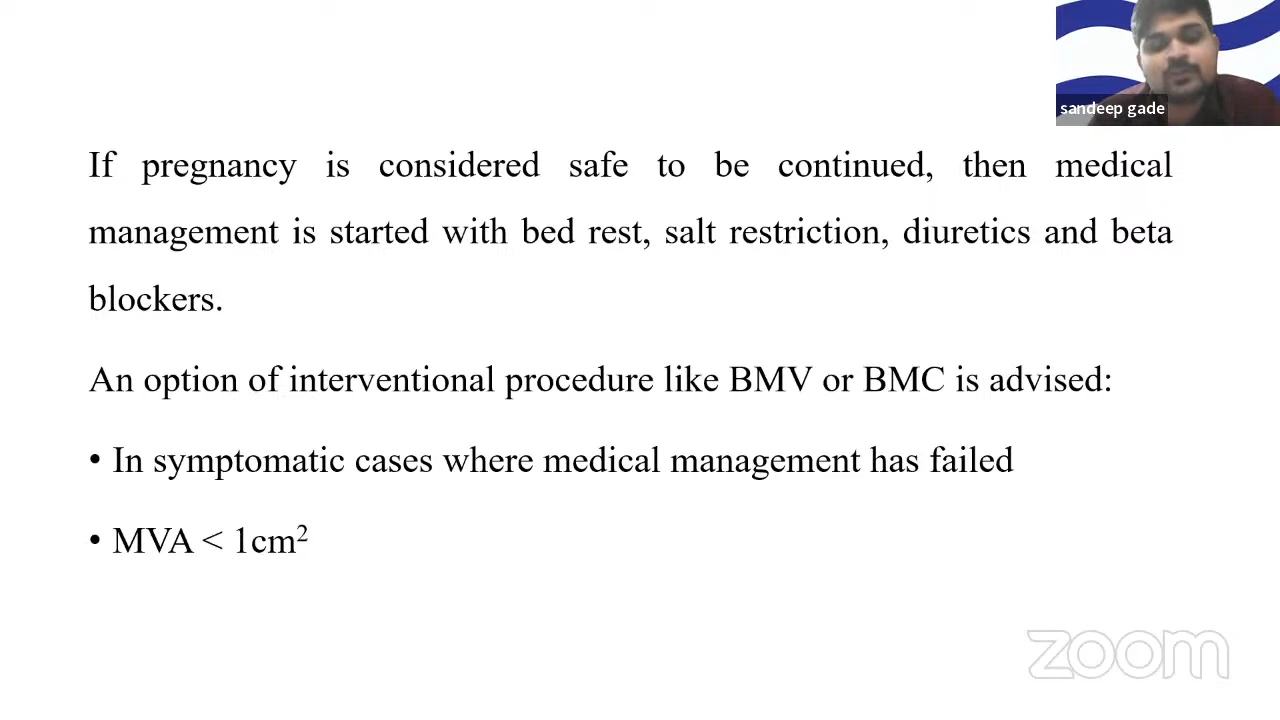 sandeep gade
If pregnancy is considered safe to be continued, then medical
management is started with bed rest, salt restriction, diuretics and beta
blockers.
An option of interventional procedure like BMV or BMC is advised:
• In symptomatic cases where medical management has failed
• MVA < 1cm²
zoom